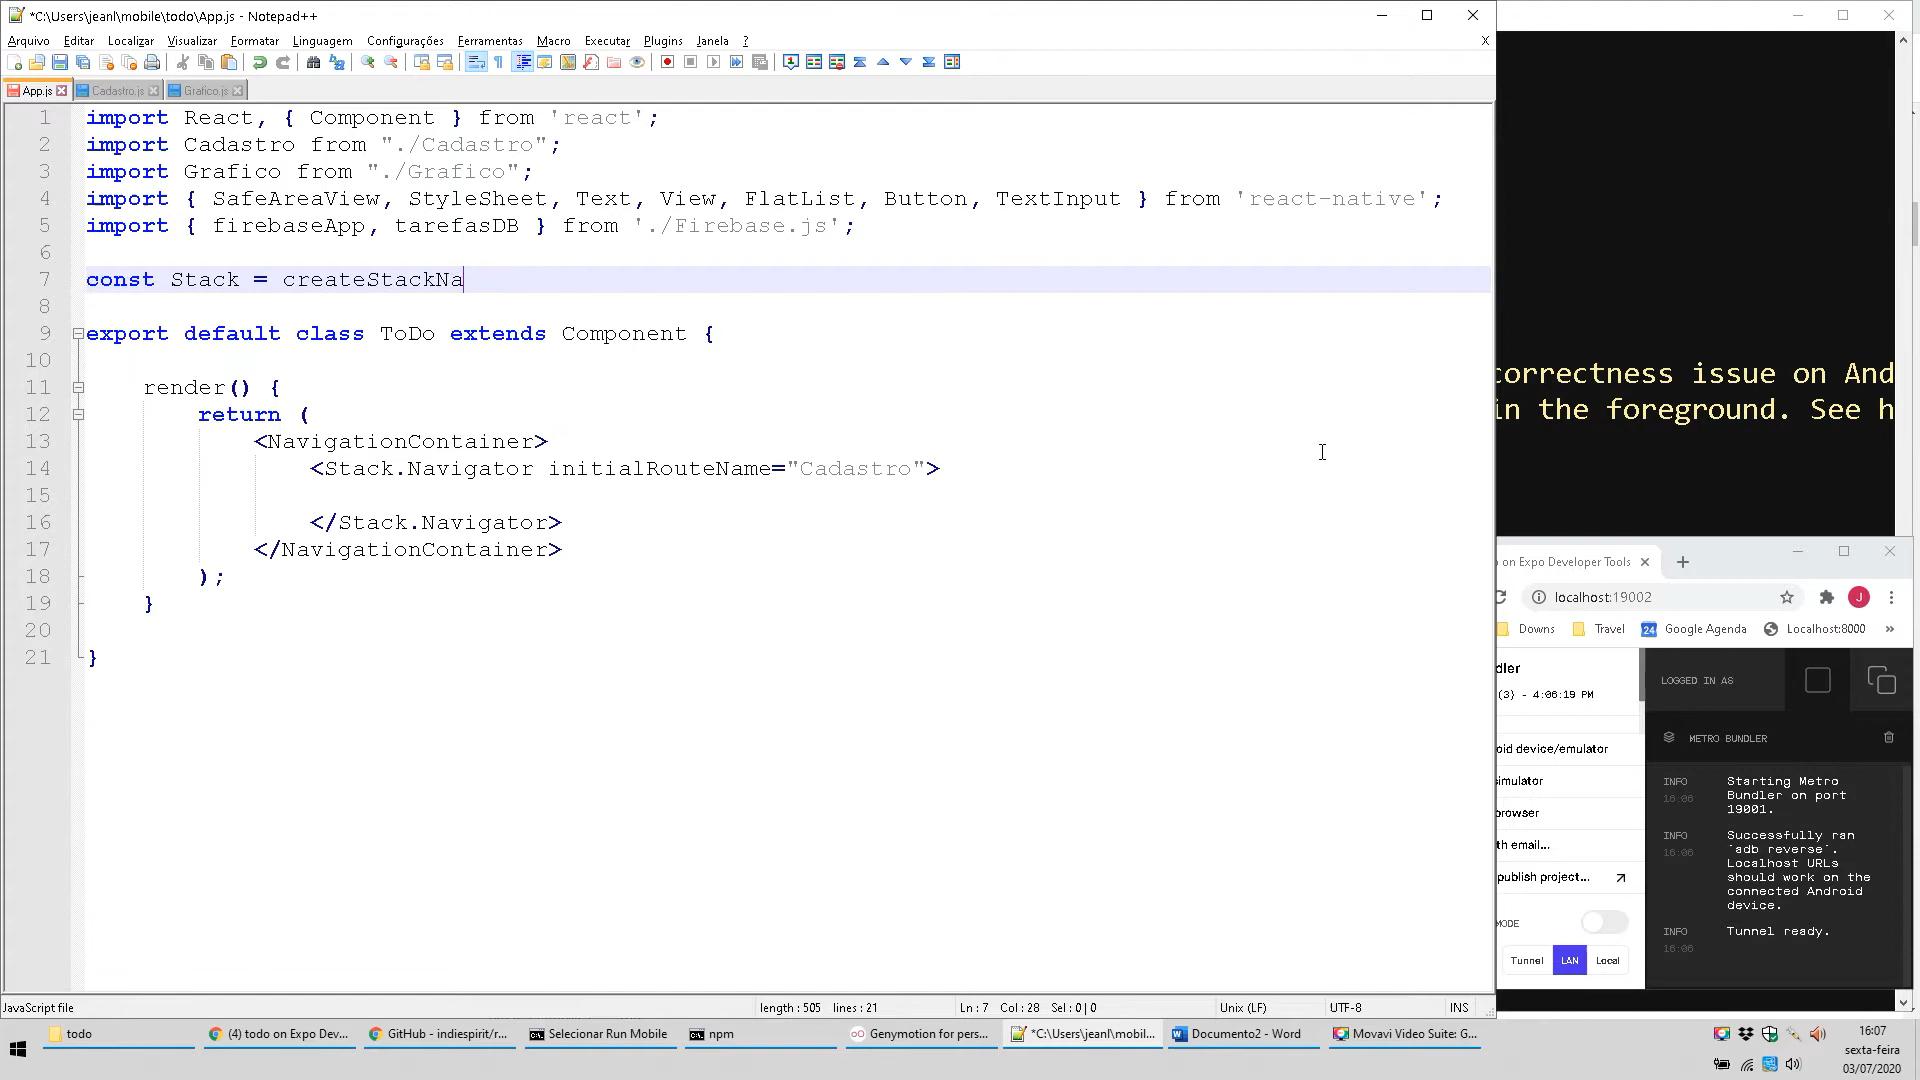 *C:\Users\jeanl\mobile\todo\App.js - Notepad++
Arquivo Editar Localizar Visualizar Formatar Linguagem Configurações Ferramentas Macro Executar Plugins Janela ? X
App.js Cadastro.js Grafico.js
1 import React, { Component } from 'react';
2 import Cadastro from "./Cadastro";
3 import Grafico from "./Grafico";
4 import { SafeAreaView, StyleSheet, Text, View, FlatList, Button, TextInput } from 'react-native';
5 import { firebaseApp, tarefasDB } from './Firebase.js';
6
7 const Stack = createStackNa
8
9 export default class ToDo extends Component {
10
11 render() {
12 return (
13 <NavigationContainer>
14 <Stack.Navigator initialRouteName="Cadastro">
15
16 </Stack.Navigator>
17 </NavigationContainer>
18 );
19 }
20
21 }
JavaScript file length : 505 lines : 21 Ln : 7 Col : 28 Sel : 0 | 0 Unix (LF) UTF-8 INS
correctness issue on And
in the foreground. See h
o on Expo Developer Tools
localhost:19002 J
Downs Travel 24 Google Agenda Localhost:8000 »
dler
(3) - 4:06:19 PM
oid device/emulator
simulator
browser
th email...
publish project...
MODE
Tunnel LAN Local
LOGGED IN AS
METRO BUNDLER
INFO 16:06 Starting Metro
Bundler on port
19001.
INFO 16:06 Successfully ran
`adb reverse`.
Localhost URLs
should work on the
connected Android
device.
INFO 16:06 Tunnel ready.
todo (4) todo on Expo Dev... GitHub - indiespirit/r... Selecionar Run Mobile npm Genymotion for pers... *C:\Users\jeanl\mobil... Documento2 - Word Movavi Video Suite: G...
16:07
sexta-feira
03/07/2020